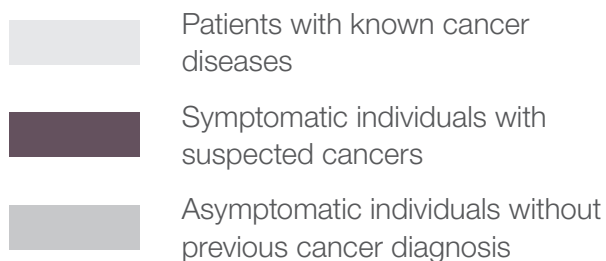 Patients with known cancer
diseases
Symptomatic individuals with
suspected cancers
Asymptomatic individuals without
previous cancer diagnosis